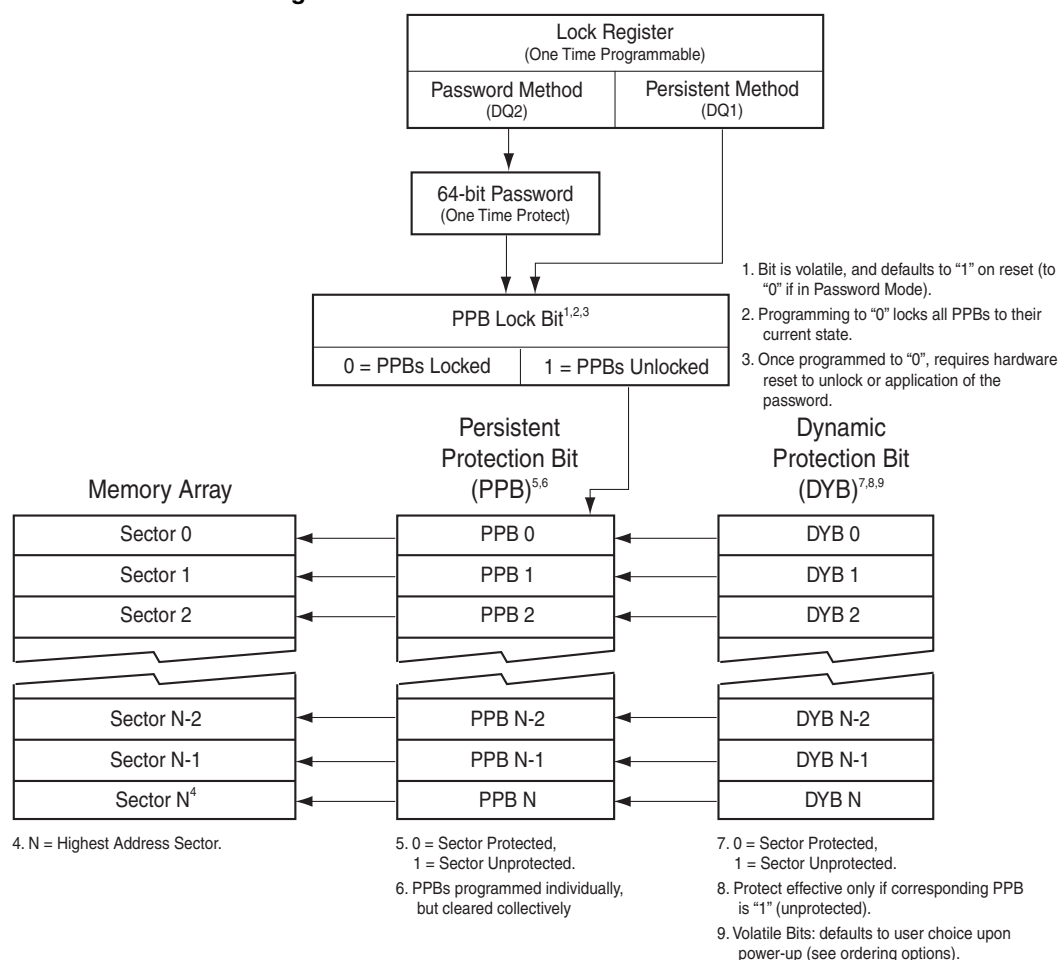 Lock Register
(One Time Programmable)
Password Method
(DQ2)
Persistent Method
(DQ1)
64-bit Password
(One Time Protect)
PPB Lock Bit1,2,3
0 = PPBs Locked
1 = PPBs Unlocked
1. Bit is volatile, and defaults to “1” on reset (to
“0” if in Password Mode).
2. Programming to “0” locks all PPBs to their
current state.
3. Once programmed to “0”, requires hardware
reset to unlock or application of the
password.
Memory Array
Persistent
Protection Bit
(PPB)5,6
Dynamic
Protection Bit
(DYB)7,8,9
Sector 0
PPB 0
DYB 0
Sector 1
PPB 1
DYB 1
Sector 2
PPB 2
DYB 2
Sector N-2
PPB N-2
DYB N-2
Sector N-1
PPB N-1
DYB N-1
Sector N4
PPB N
DYB N
4. N = Highest Address Sector.
5. 0 = Sector Protected,
1 = Sector Unprotected.
6. PPBs programmed individually,
but cleared collectively
7. 0 = Sector Protected,
1 = Sector Unprotected.
8. Protect effective only if corresponding PPB
is “1” (unprotected).
9. Volatile Bits: defaults to user choice upon
power-up (see ordering options).